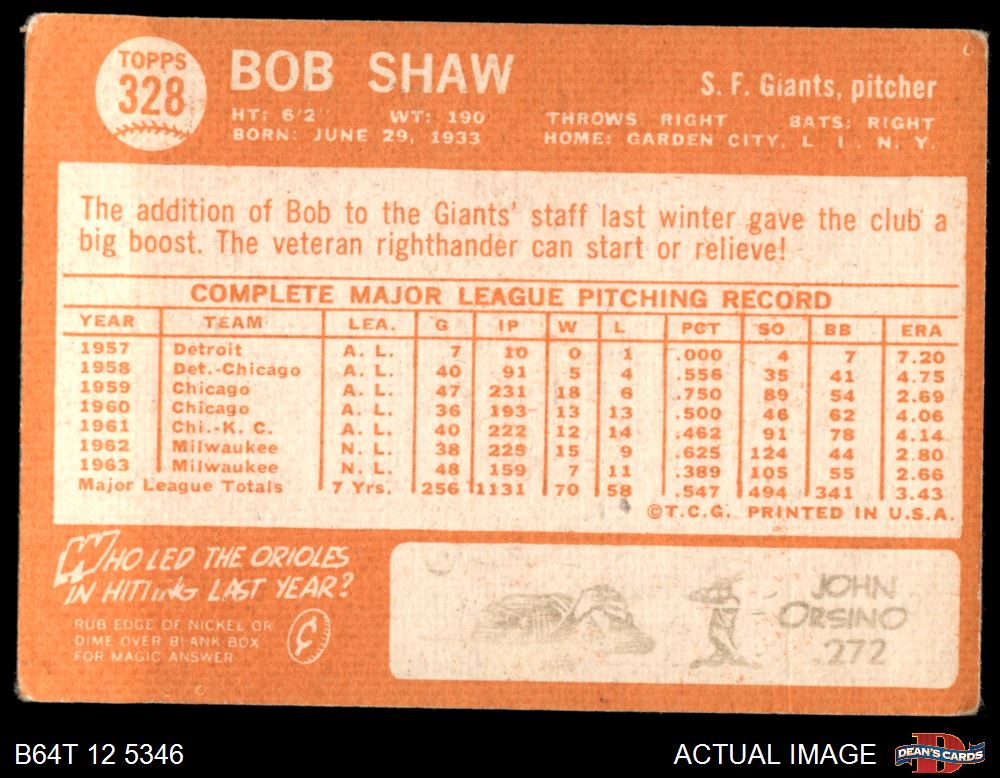 TOPPS
328
BOB SHAW
S. F. Giants, pitcher
HT: 6'2" WT: 190 THROWS RIGHT BATS: RIGHT
BORN: JUNE 29, 1933 HOME: GARDEN CITY, L. I., N. Y.
The addition of Bob to the Giants' staff last winter gave the club a
big boost. The veteran righthander can start or relieve!
COMPLETE MAJOR LEAGUE PITCHING RECORD
YEAR TEAM LEA. G IP W L PCT SO BB ERA
1957 Detroit A. L. 7 10 0 1 .000 4 7 7.20
1958 Det.-Chicago A. L. 40 91 5 4 .556 35 41 4.75
1959 Chicago A. L. 47 231 18 6 .750 89 54 2.69
1960 Chicago A. L. 36 193 13 13 .500 46 62 4.06
1961 Chi.-K. C. A. L. 40 222 12 14 .462 91 78 4.14
1962 Milwaukee N. L. 38 225 15 9 .625 124 44 2.80
1963 Milwaukee N. L. 48 159 7 11 .389 105 55 2.66
Major League Totals 7 Yrs. 256 1131 70 58 .547 494 341 3.43
©T.C.G. PRINTED IN U.S.A.
WHO LED THE ORIOLES
IN HITTING LAST YEAR?
RUB EDGE OF NICKEL OR
DIME OVER BLANK BOX
FOR MAGIC ANSWER
¢
JOHN
ORSINO
.272
B64T 12 5346
ACTUAL IMAGE
D
DEAN'S CARDS